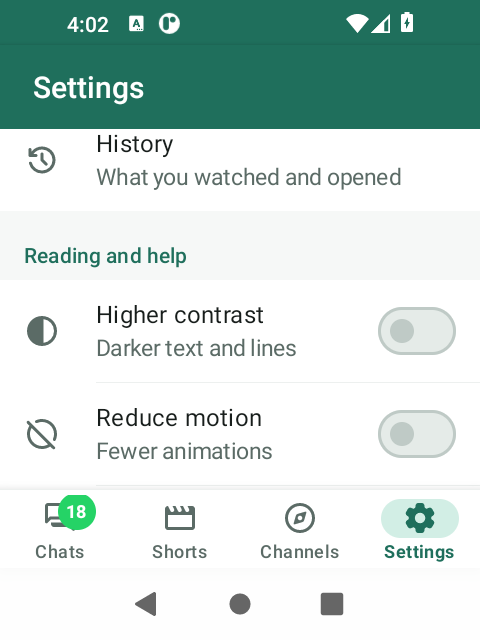 4:02
Settings
History
What you watched and opened
Reading and help
Higher contrast
Darker text and lines
Reduce motion
Fewer animations
18
Chats
Shorts
Channels
Settings